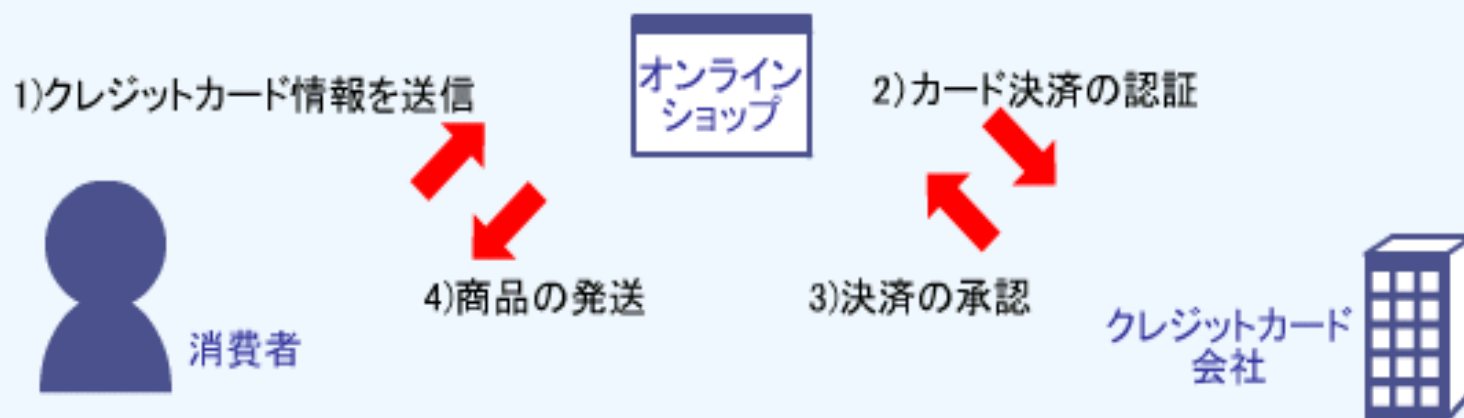 オンライン
ショップ
1)クレジットカード情報を送信
2)カード決済の認証
4)商品の発送
3)決済の承認
消費者
クレジットカード
会社